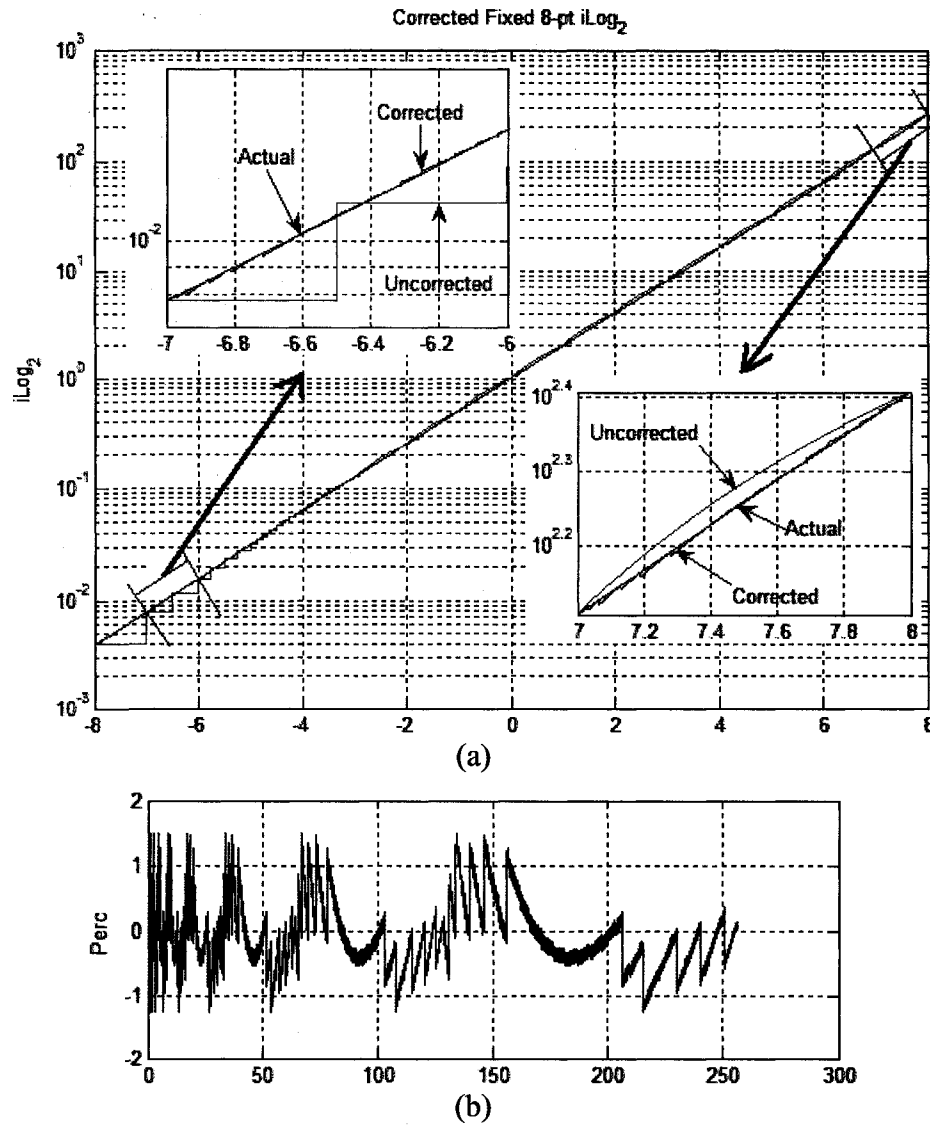 Corrected Fixed 8-pt iLog2
10^3
10^2
10^1
10^0
10^-1
10^-2
10^-3
iLog2
-8 -6 -4 -2 0 2 4 6 8
Corrected
Actual
10^-2
Uncorrected
-7 -6.8 -6.6 -6.4 -6.2 -6
10^2.4
Uncorrected
10^2.3
Actual
10^2.2
Corrected
7 7.2 7.4 7.6 7.8 8
(a)
2
1
0
-1
-2
Perc
0 50 100 150 200 250 300
(b)